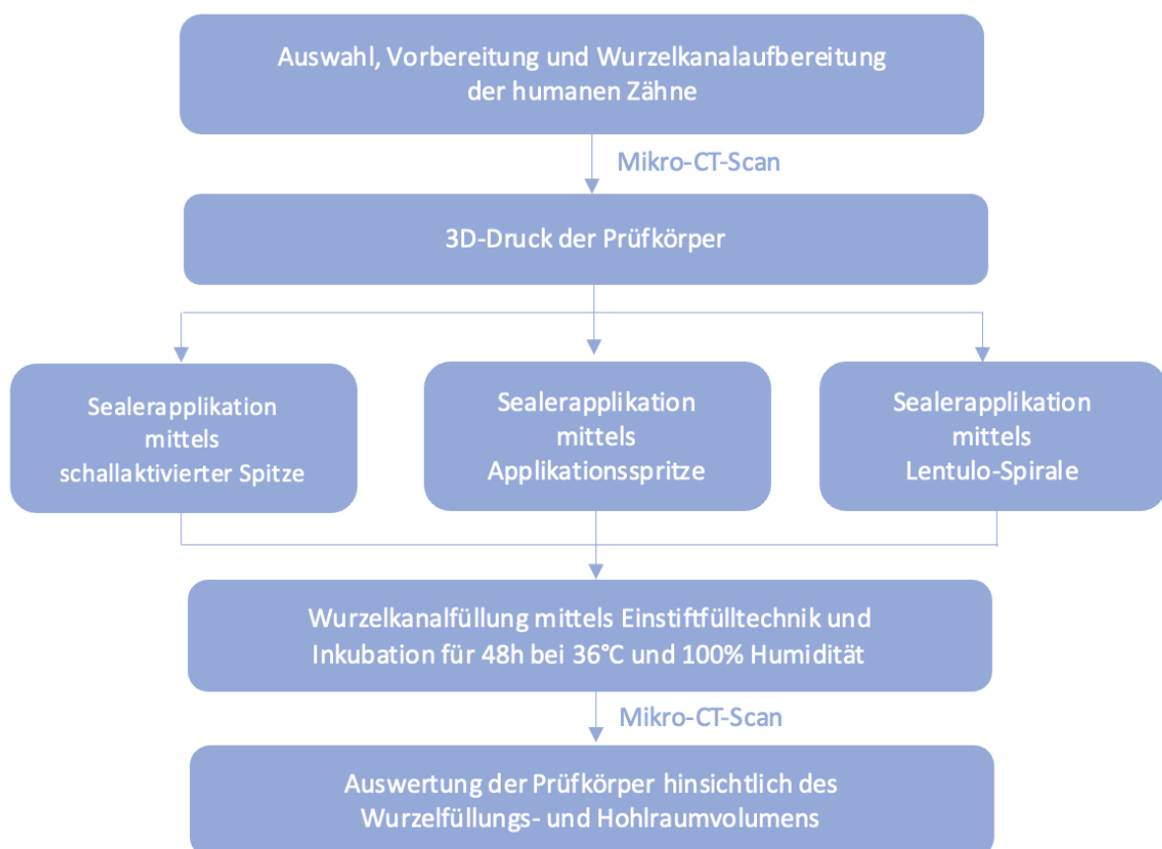 Auswahl, Vorbereitung und Wurzelkanalaufbereitung
der humanen Zähne
Mikro-CT-Scan
3D-Druck der Prüfkörper
Sealerapplikation
mittels
schallaktivierter Spitze
Sealerapplikation
mittels
Applikationsspritze
Sealerapplikation
mittels
Lentulo-Spirale
Wurzelkanalfüllung mittels Einstiftfülltechnik und
Inkubation für 48h bei 36°C und 100% Humidität
Mikro-CT-Scan
Auswertung der Prüfkörper hinsichtlich des
Wurzelfüllungs- und Hohlraumvolumens